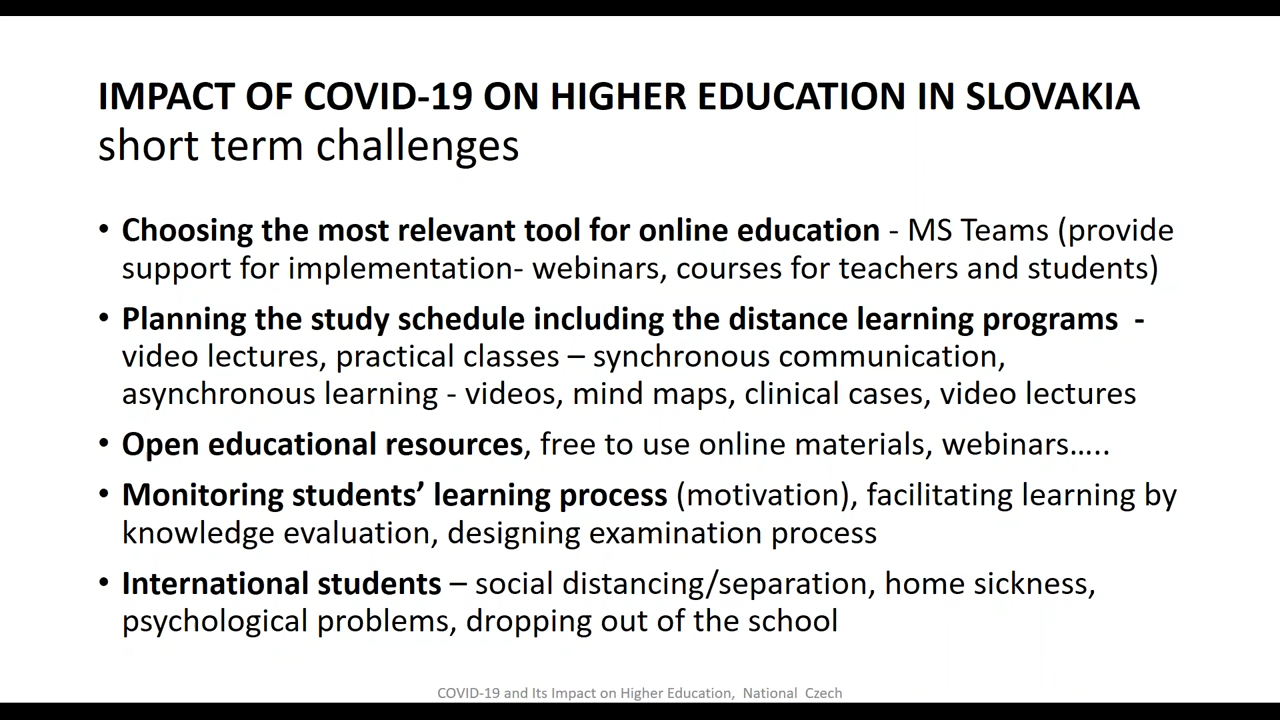 IMPACT OF COVID-19 ON HIGHER EDUCATION IN SLOVAKIA
short term challenges
• Choosing the most relevant tool for online education - MS Teams (provide
support for implementation- webinars, courses for teachers and students)
• Planning the study schedule including the distance learning programs -
video lectures, practical classes – synchronous communication,
asynchronous learning - videos, mind maps, clinical cases, video lectures
• Open educational resources, free to use online materials, webinars…..
• Monitoring students’ learning process (motivation), facilitating learning by
knowledge evaluation, designing examination process
• International students – social distancing/separation, home sickness,
psychological problems, dropping out of the school
COVID-19 and Its Impact on Higher Education, National Czech